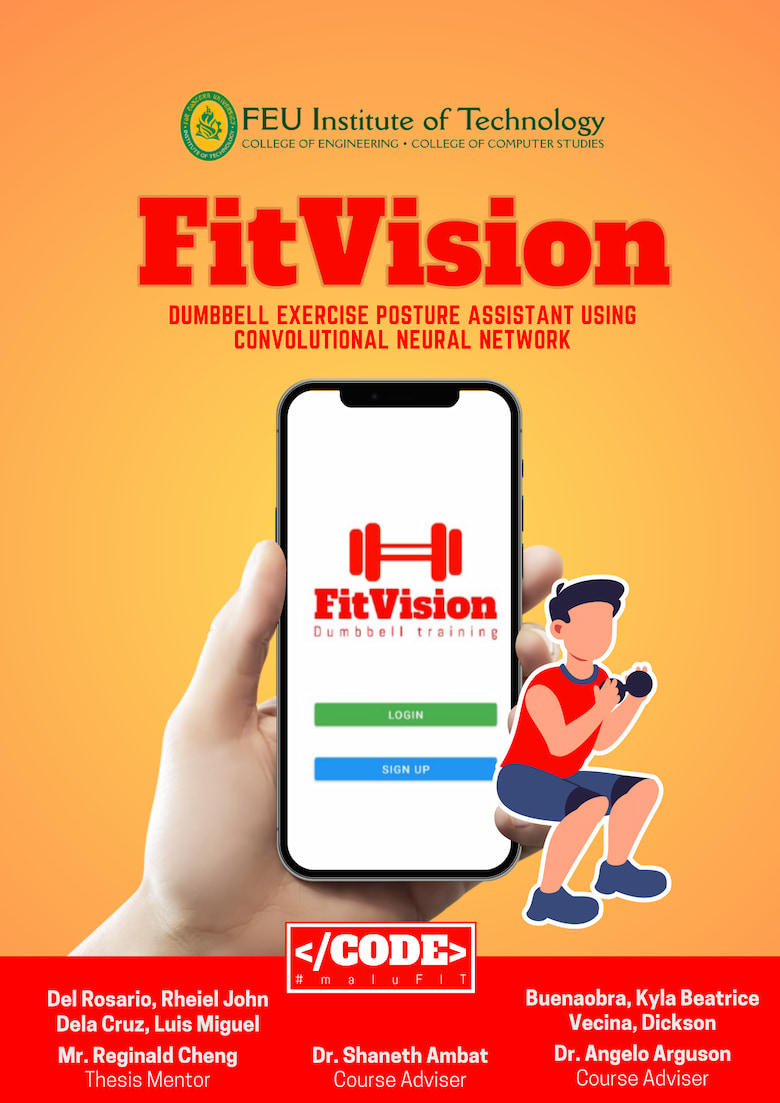 FEU Institute of Technology
COLLEGE OF ENGINEERING • COLLEGE OF COMPUTER STUDIES
FitVision
DUMBBELL EXERCISE POSTURE ASSISTANT USING
CONVOLUTIONAL NEURAL NETWORK
FitVision
Dumbbell training
LOGIN
SIGN UP
</CODE>
#maluFIT
Del Rosario, Rheiel John
Dela Cruz, Luis Miguel
Mr. Reginald Cheng
Thesis Mentor
Dr. Shaneth Ambat
Course Adviser
Buenaobra, Kyla Beatrice
Vecina, Dickson
Dr. Angelo Arguson
Course Adviser